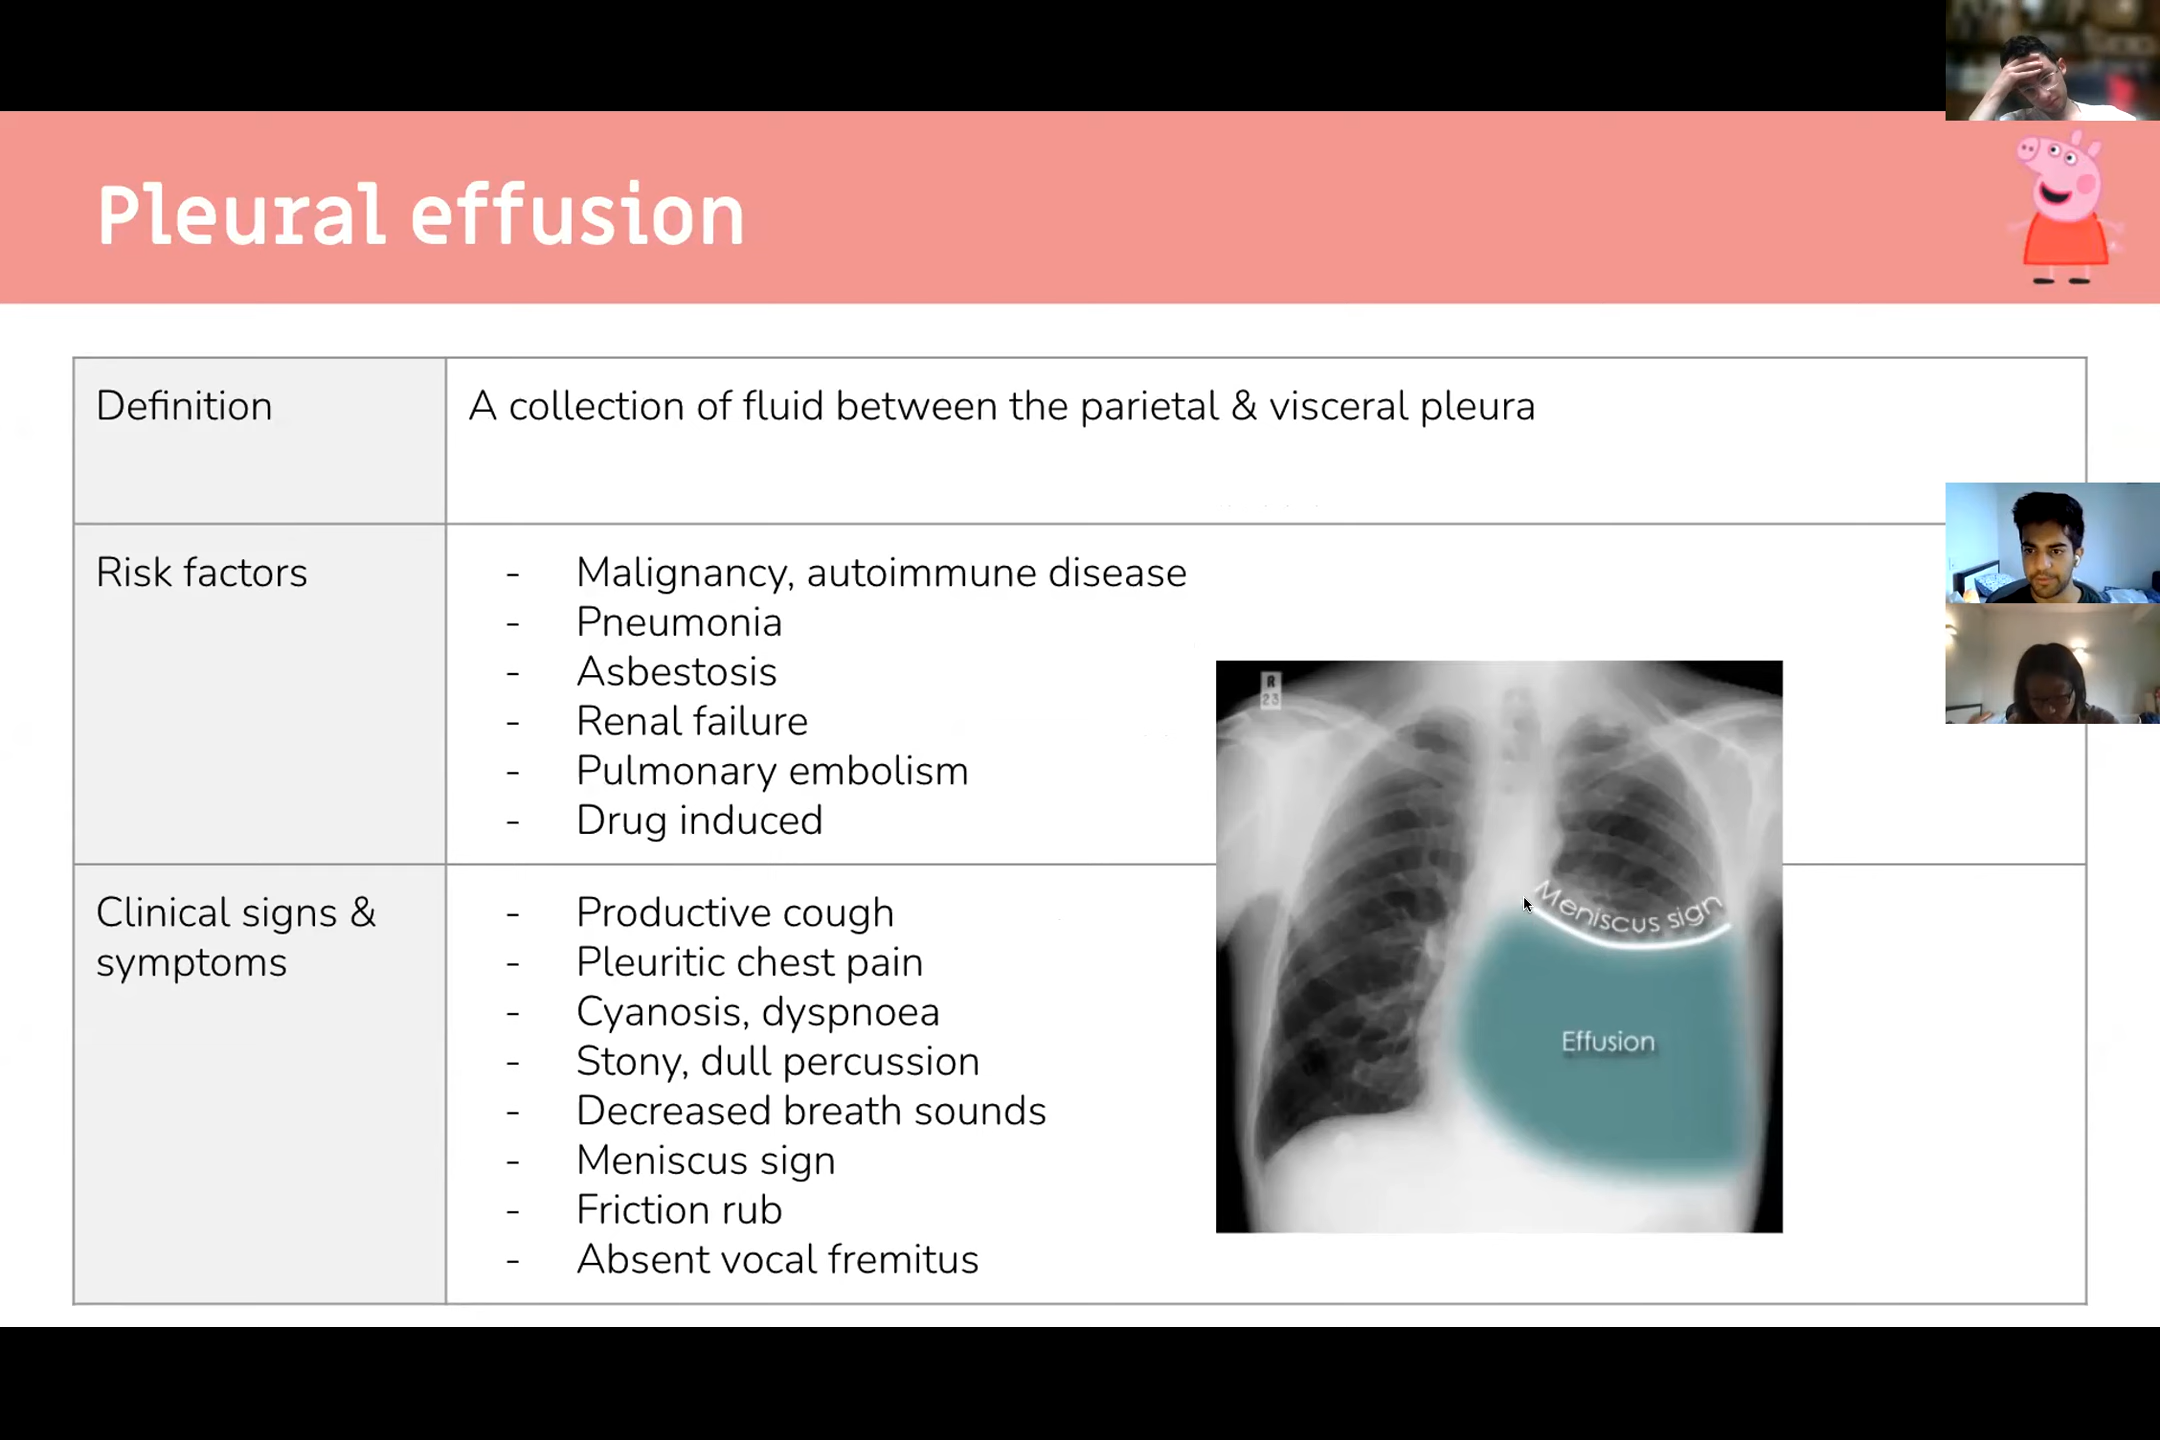 Pleural effusion
Definition
A collection of fluid between the parietal & visceral pleura
Risk factors
- Malignancy, autoimmune disease
- Pneumonia
- Asbestosis
- Renal failure
- Pulmonary embolism
- Drug induced
Clinical signs &
symptoms
- Productive cough
- Pleuritic chest pain
- Cyanosis, dyspnoea
- Stony, dull percussion
- Decreased breath sounds
- Meniscus sign
- Friction rub
- Absent vocal fremitus
R
23
Meniscus sign
Effusion